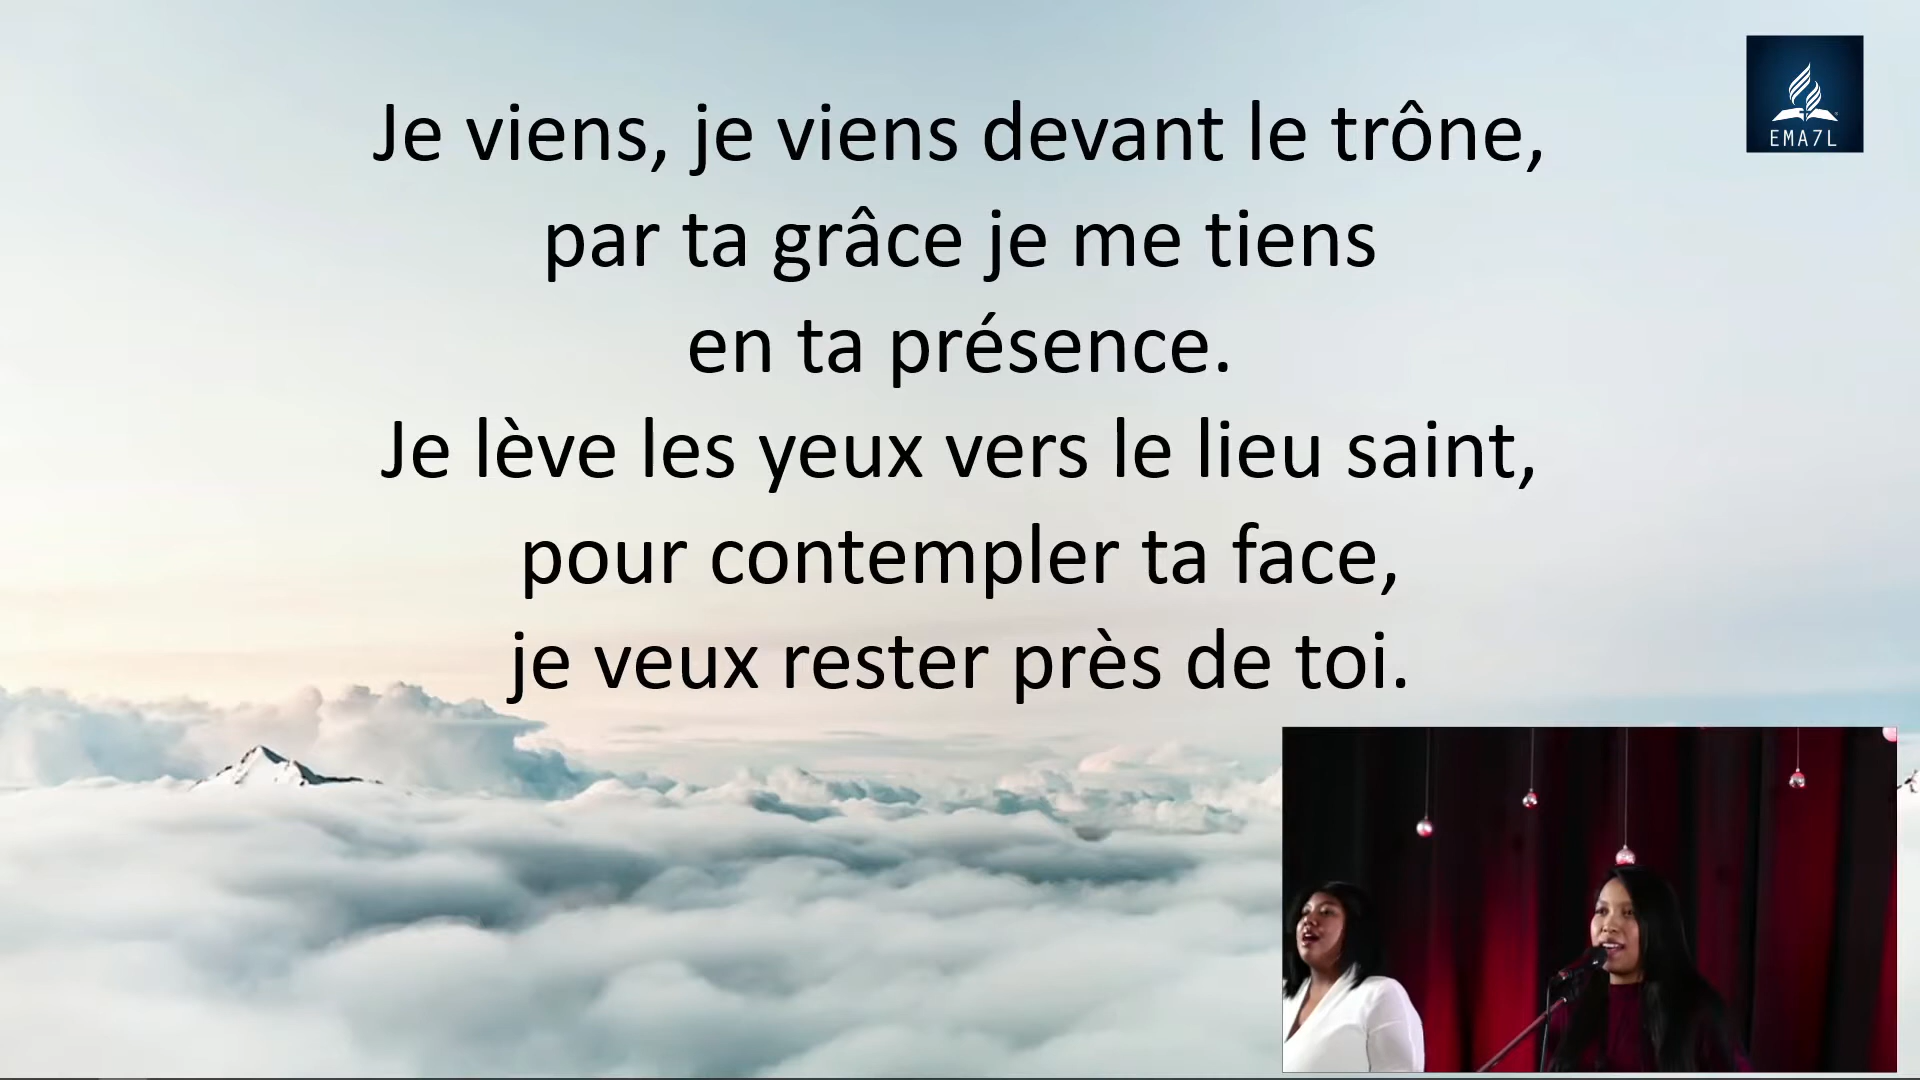 Je viens, je viens devant le trône,
par ta grâce je me tiens
en ta présence.
Je lève les yeux vers le lieu saint,
pour contempler ta face,
je veux rester près de toi.
EMA7L